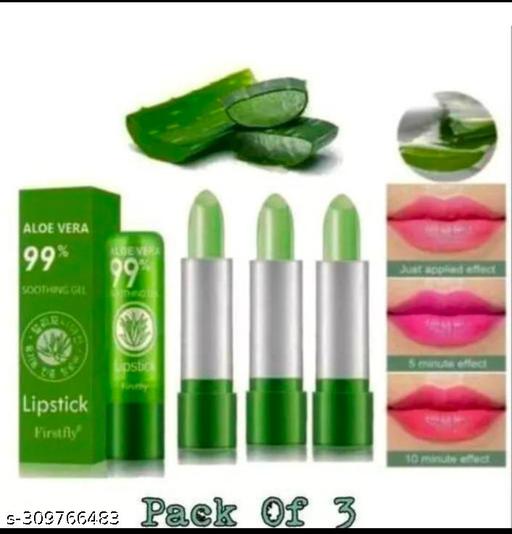 ALOE VERA
99%
SOOTHING GEL
Lipstick
Firstfly®
ALOE VERA
99%
SOOTHING GEL
Lipstick
Firstfly
Just applied effect
5 minute effect
10 minute effect
s-309766483
Pack Of 3